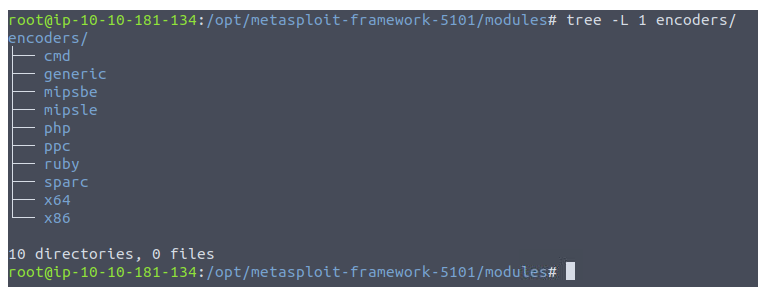 root@ip-10-10-181-134:/opt/metasploit-framework-5101/modules# tree -L 1 encoders/
encoders/
├── cmd
├── generic
├── mipsbe
├── mipsle
├── php
├── ppc
├── ruby
├── sparc
├── x64
└── x86

10 directories, 0 files
root@ip-10-10-181-134:/opt/metasploit-framework-5101/modules#